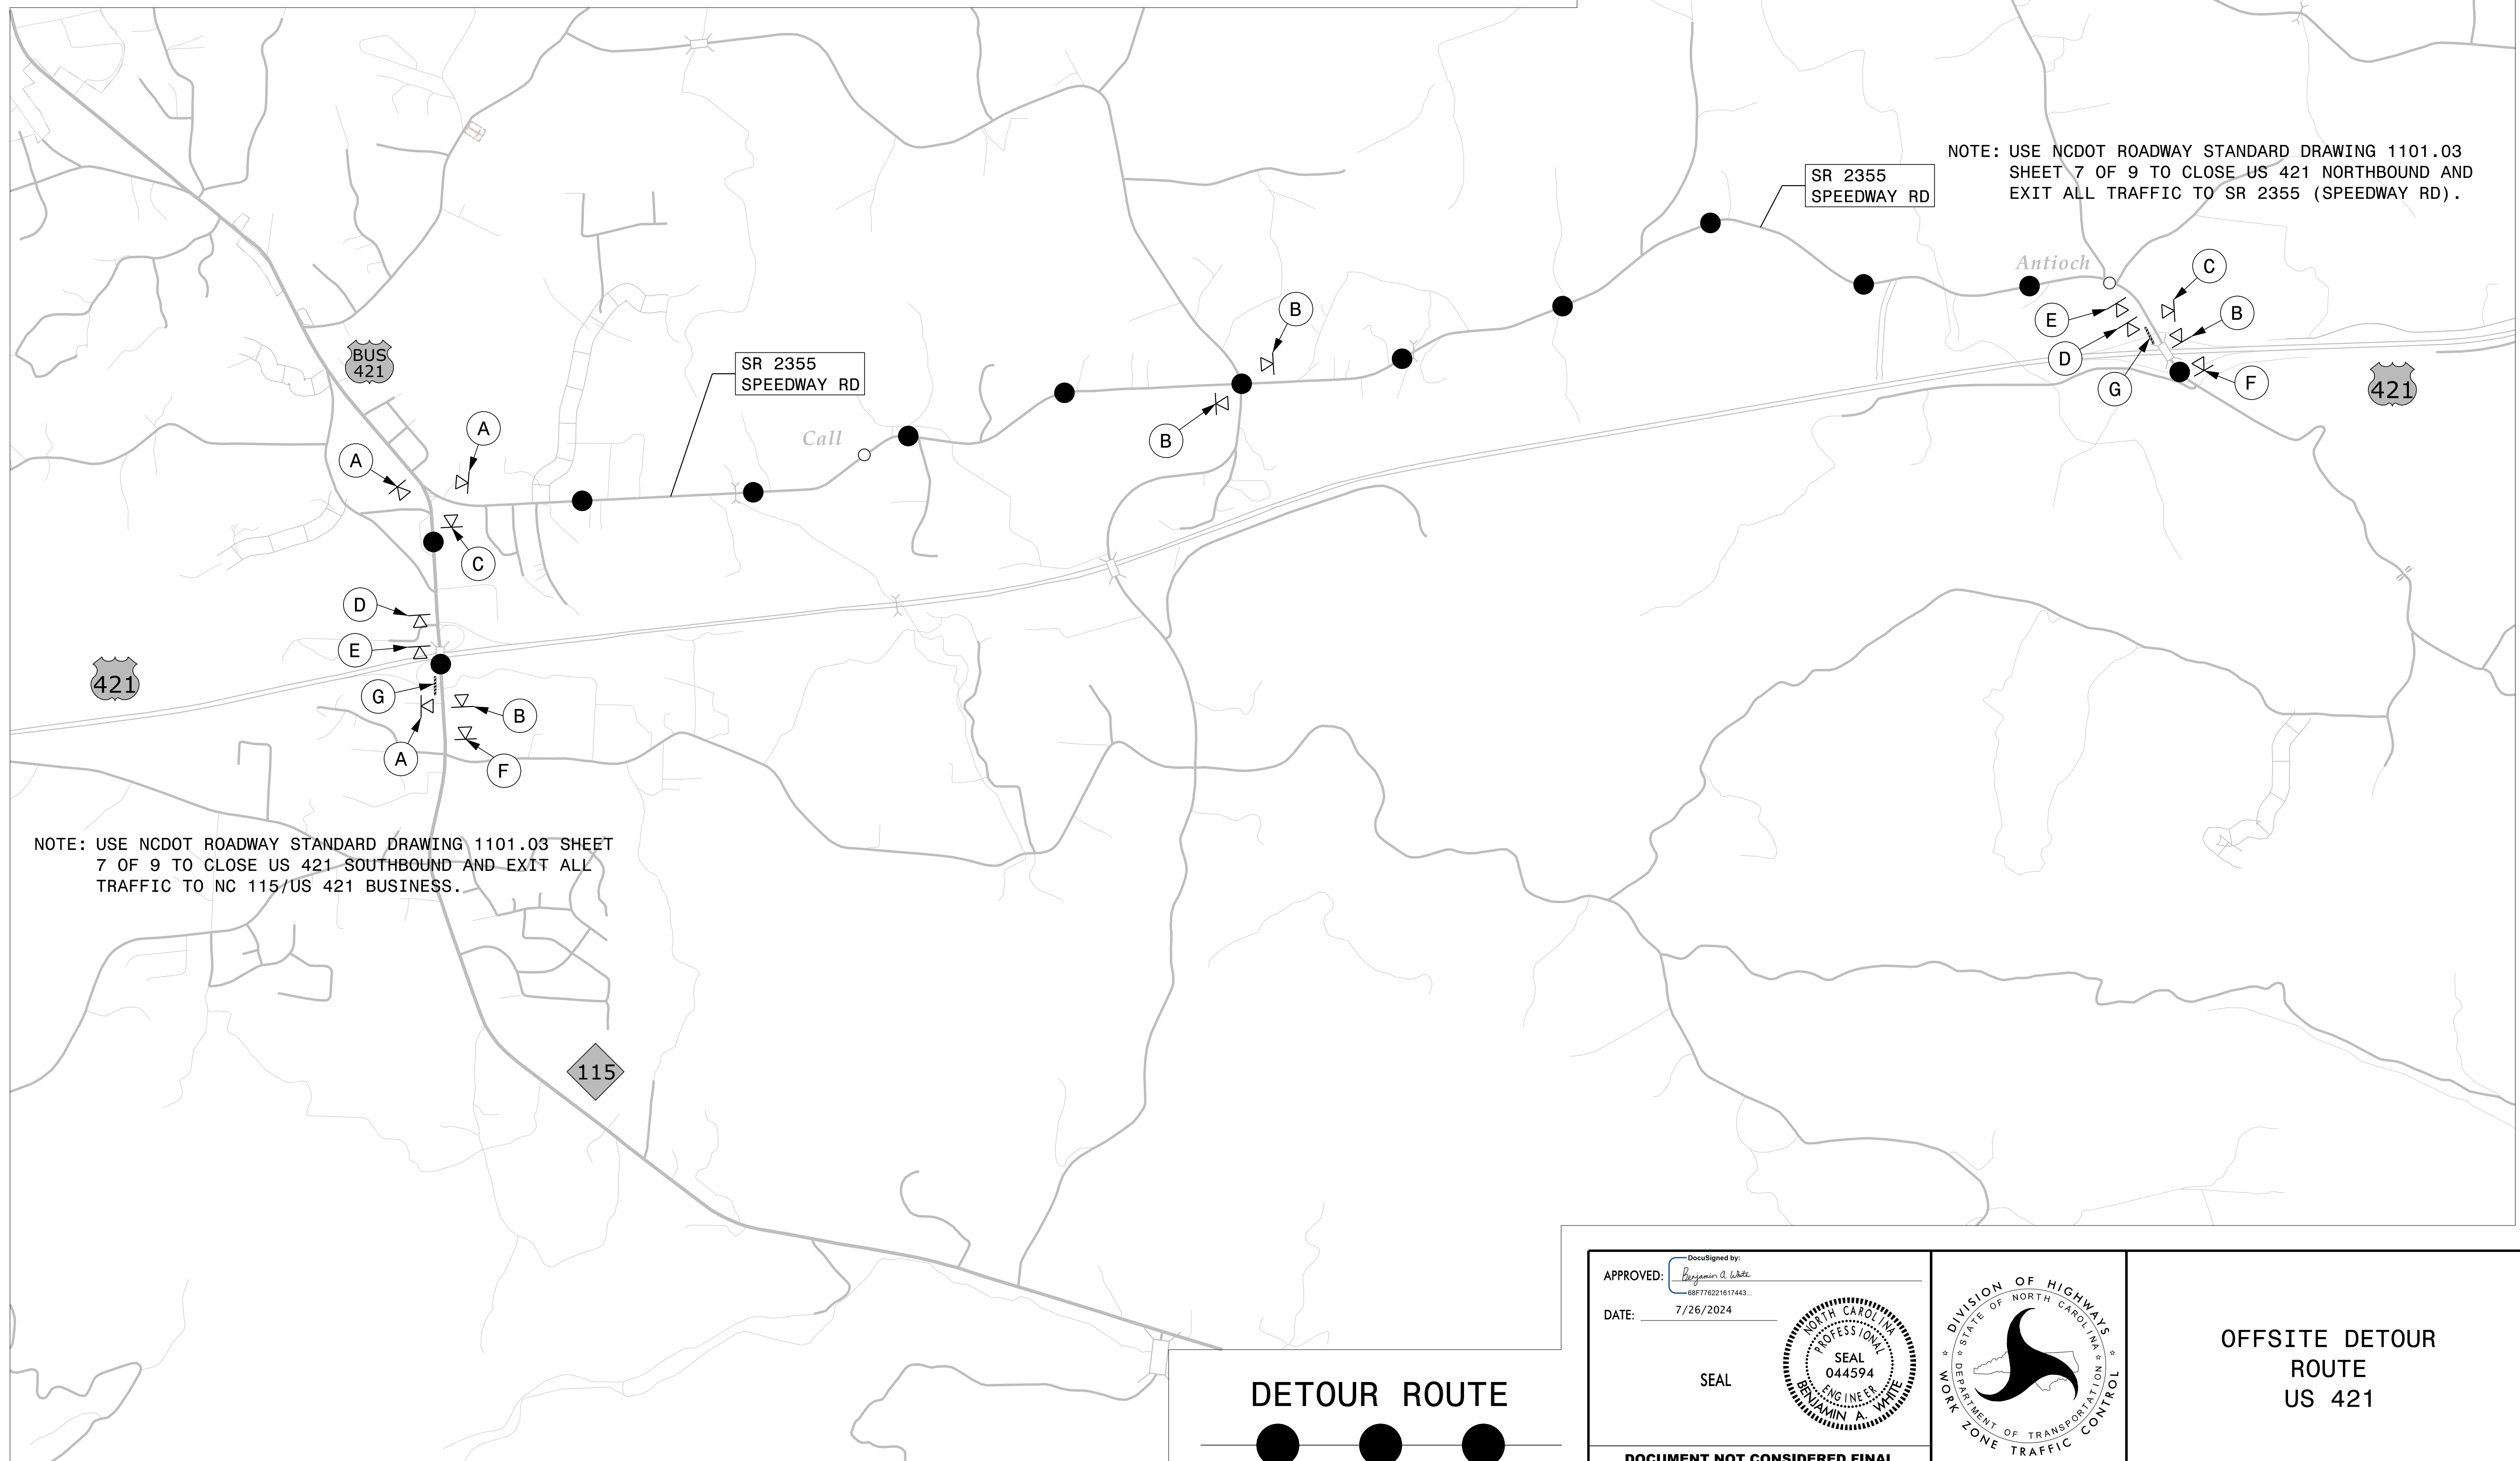 NOTE: USE NCDOT ROADWAY STANDARD DRAWING 1101.03
SHEET 7 OF 9 TO CLOSE US 421 NORTHBOUND AND
EXIT ALL TRAFFIC TO SR 2355 (SPEEDWAY RD).
SR 2355
SPEEDWAY RD
Antioch
C
E
B
D
G
F
421
B
B
BUS
421
SR 2355
SPEEDWAY RD
Call
A
A
C
D
E
421
G
B
A
F
NOTE: USE NCDOT ROADWAY STANDARD DRAWING 1101.03 SHEET
7 OF 9 TO CLOSE US 421 SOUTHBOUND AND EXIT ALL
TRAFFIC TO NC 115/US 421 BUSINESS.
115
DETOUR ROUTE
DocuSigned by:
APPROVED: Benjamin A. White
68F776221617443...
DATE: 7/26/2024
SEAL
NORTH CAROLINA
PROFESSIONAL
SEAL
044594
ENGINEER
BENJAMIN A. WHITE
DOCUMENT NOT CONSIDERED FINAL
DIVISION OF HIGHWAYS
STATE OF NORTH CAROLINA
DEPARTMENT OF TRANSPORTATION
WORK ZONE TRAFFIC CONTROL
OFFSITE DETOUR
ROUTE
US 421